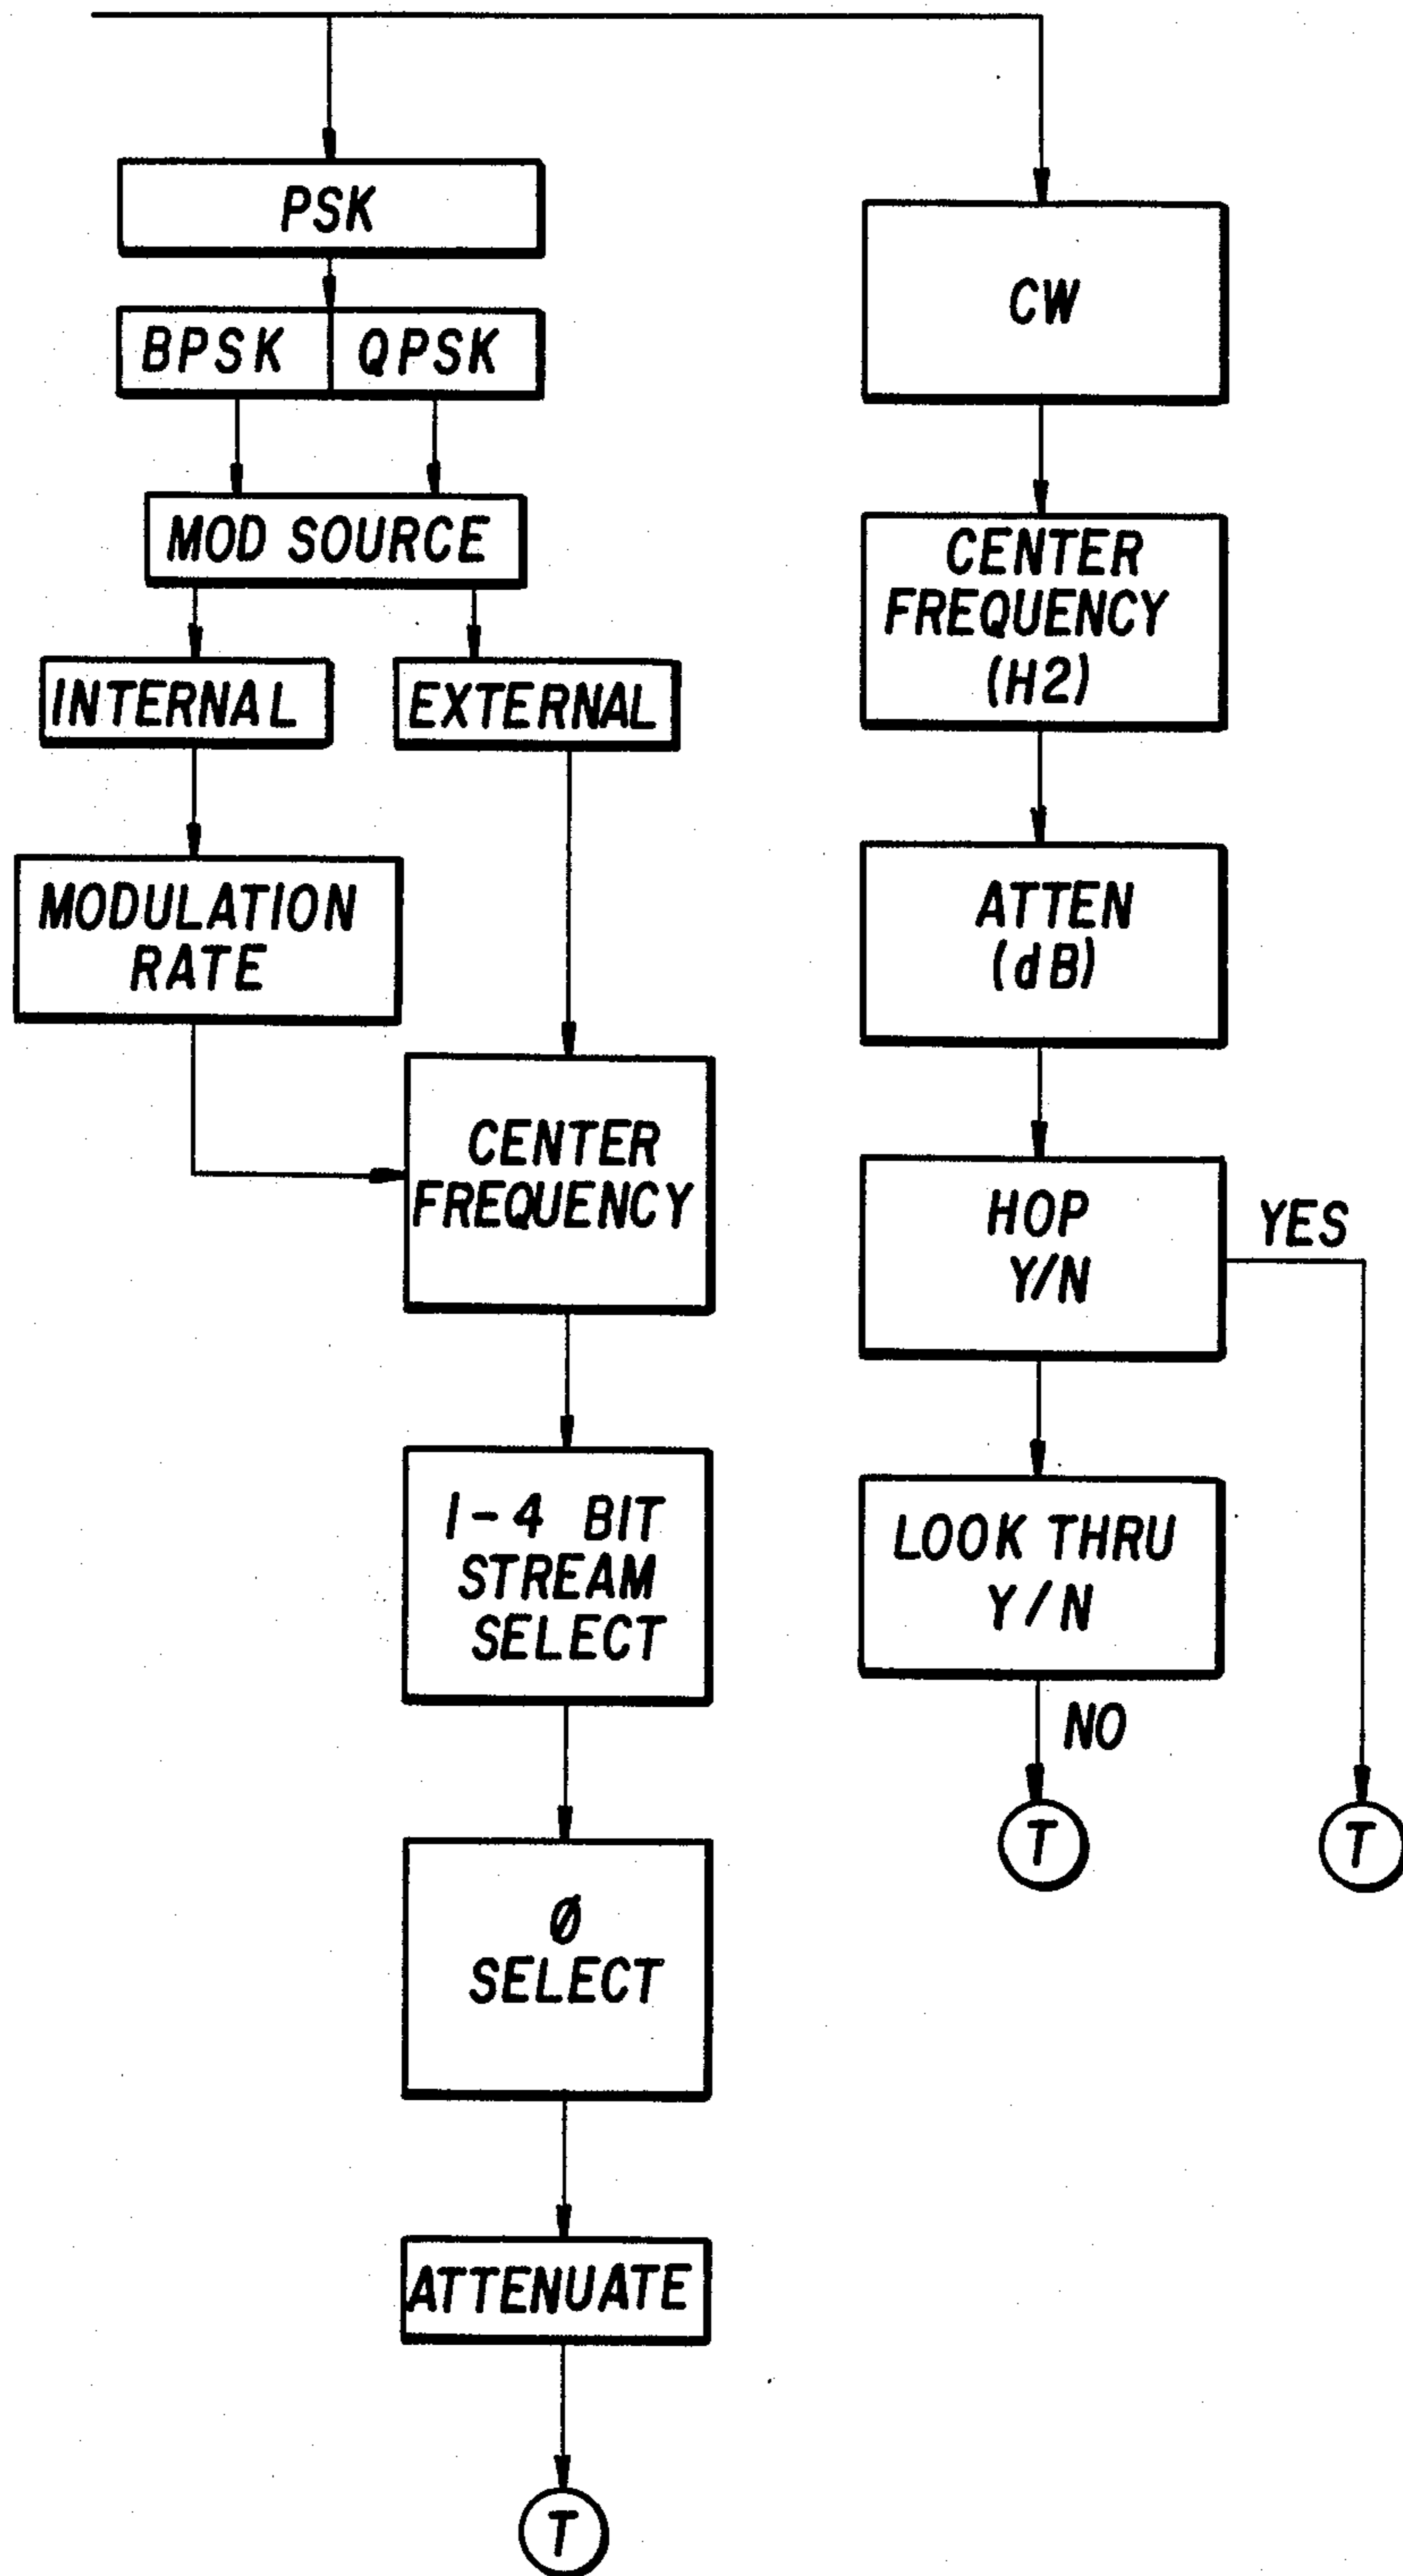 PSK
BPSK QPSK
MOD SOURCE
INTERNAL
EXTERNAL
MODULATION
RATE
CENTER
FREQUENCY
1-4 BIT
STREAM
SELECT
Ø
SELECT
ATTENUATE
T
CW
CENTER
FREQUENCY
(H2)
ATTEN
(dB)
HOP
Y/N
YES
LOOK THRU
Y/N
NO
T
T